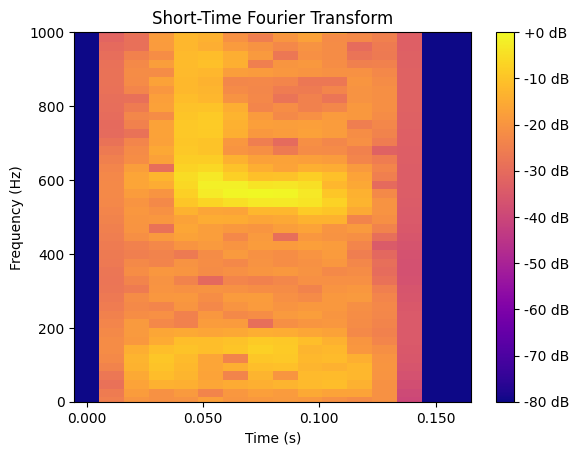 Short-Time Fourier Transform
1000
800
600
400
200
0
Frequency (Hz)
0.000
0.050
0.100
0.150
Time (s)
+0 dB
-10 dB
-20 dB
-30 dB
-40 dB
-50 dB
-60 dB
-70 dB
-80 dB